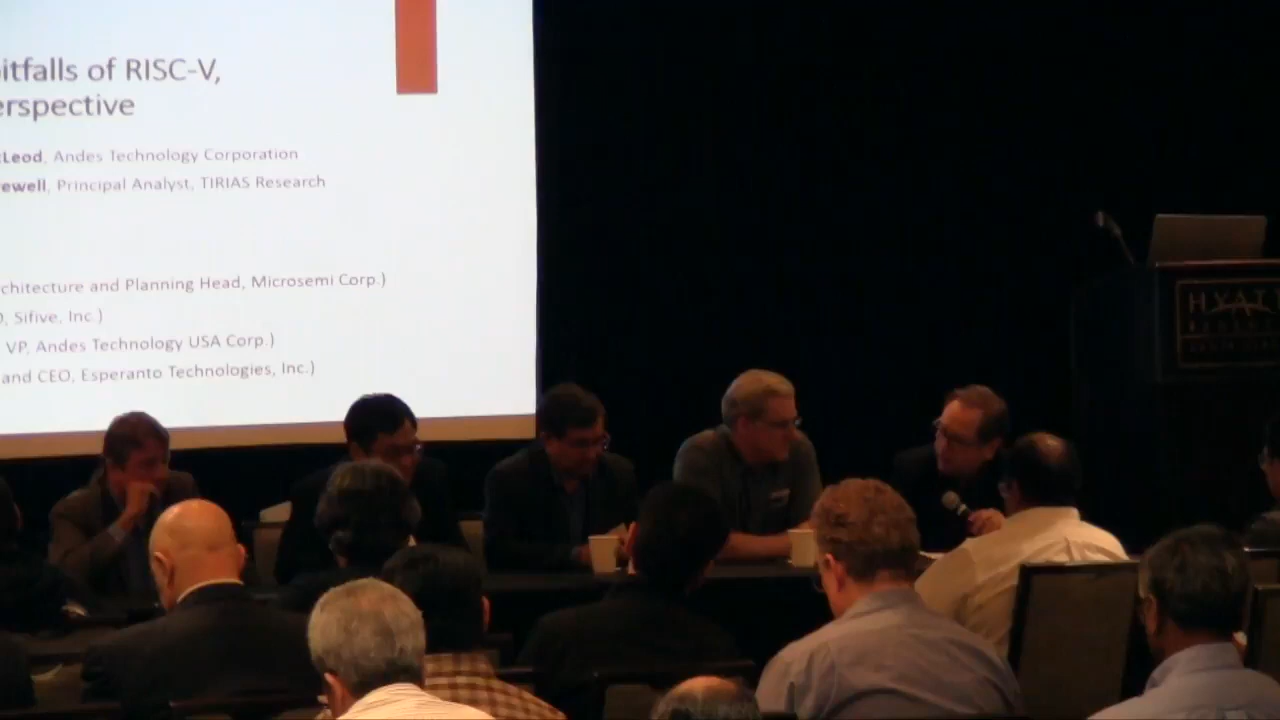 itfalls of RISC-V,
erspective
Leod, Andes Technology Corporation
ewell, Principal Analyst, TIRIAS Research
chitecture and Planning Head, Microsemi Corp.)
, Sifive, Inc.)
VP, Andes Technology USA Corp.)
and CEO, Esperanto Technologies, Inc.)
HYATT